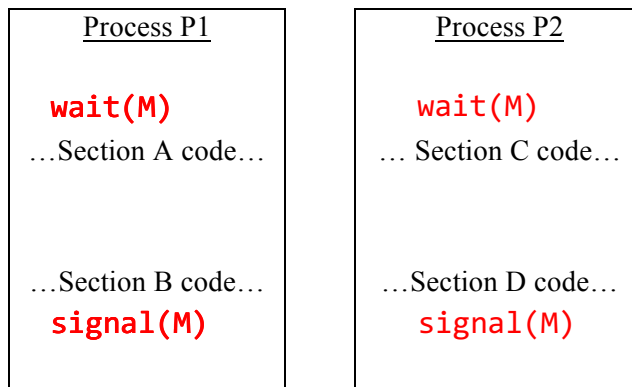 Process P1
wait(M)
…Section A code…
…Section B code…
signal(M)
Process P2
wait(M)
… Section C code…
…Section D code…
signal(M)